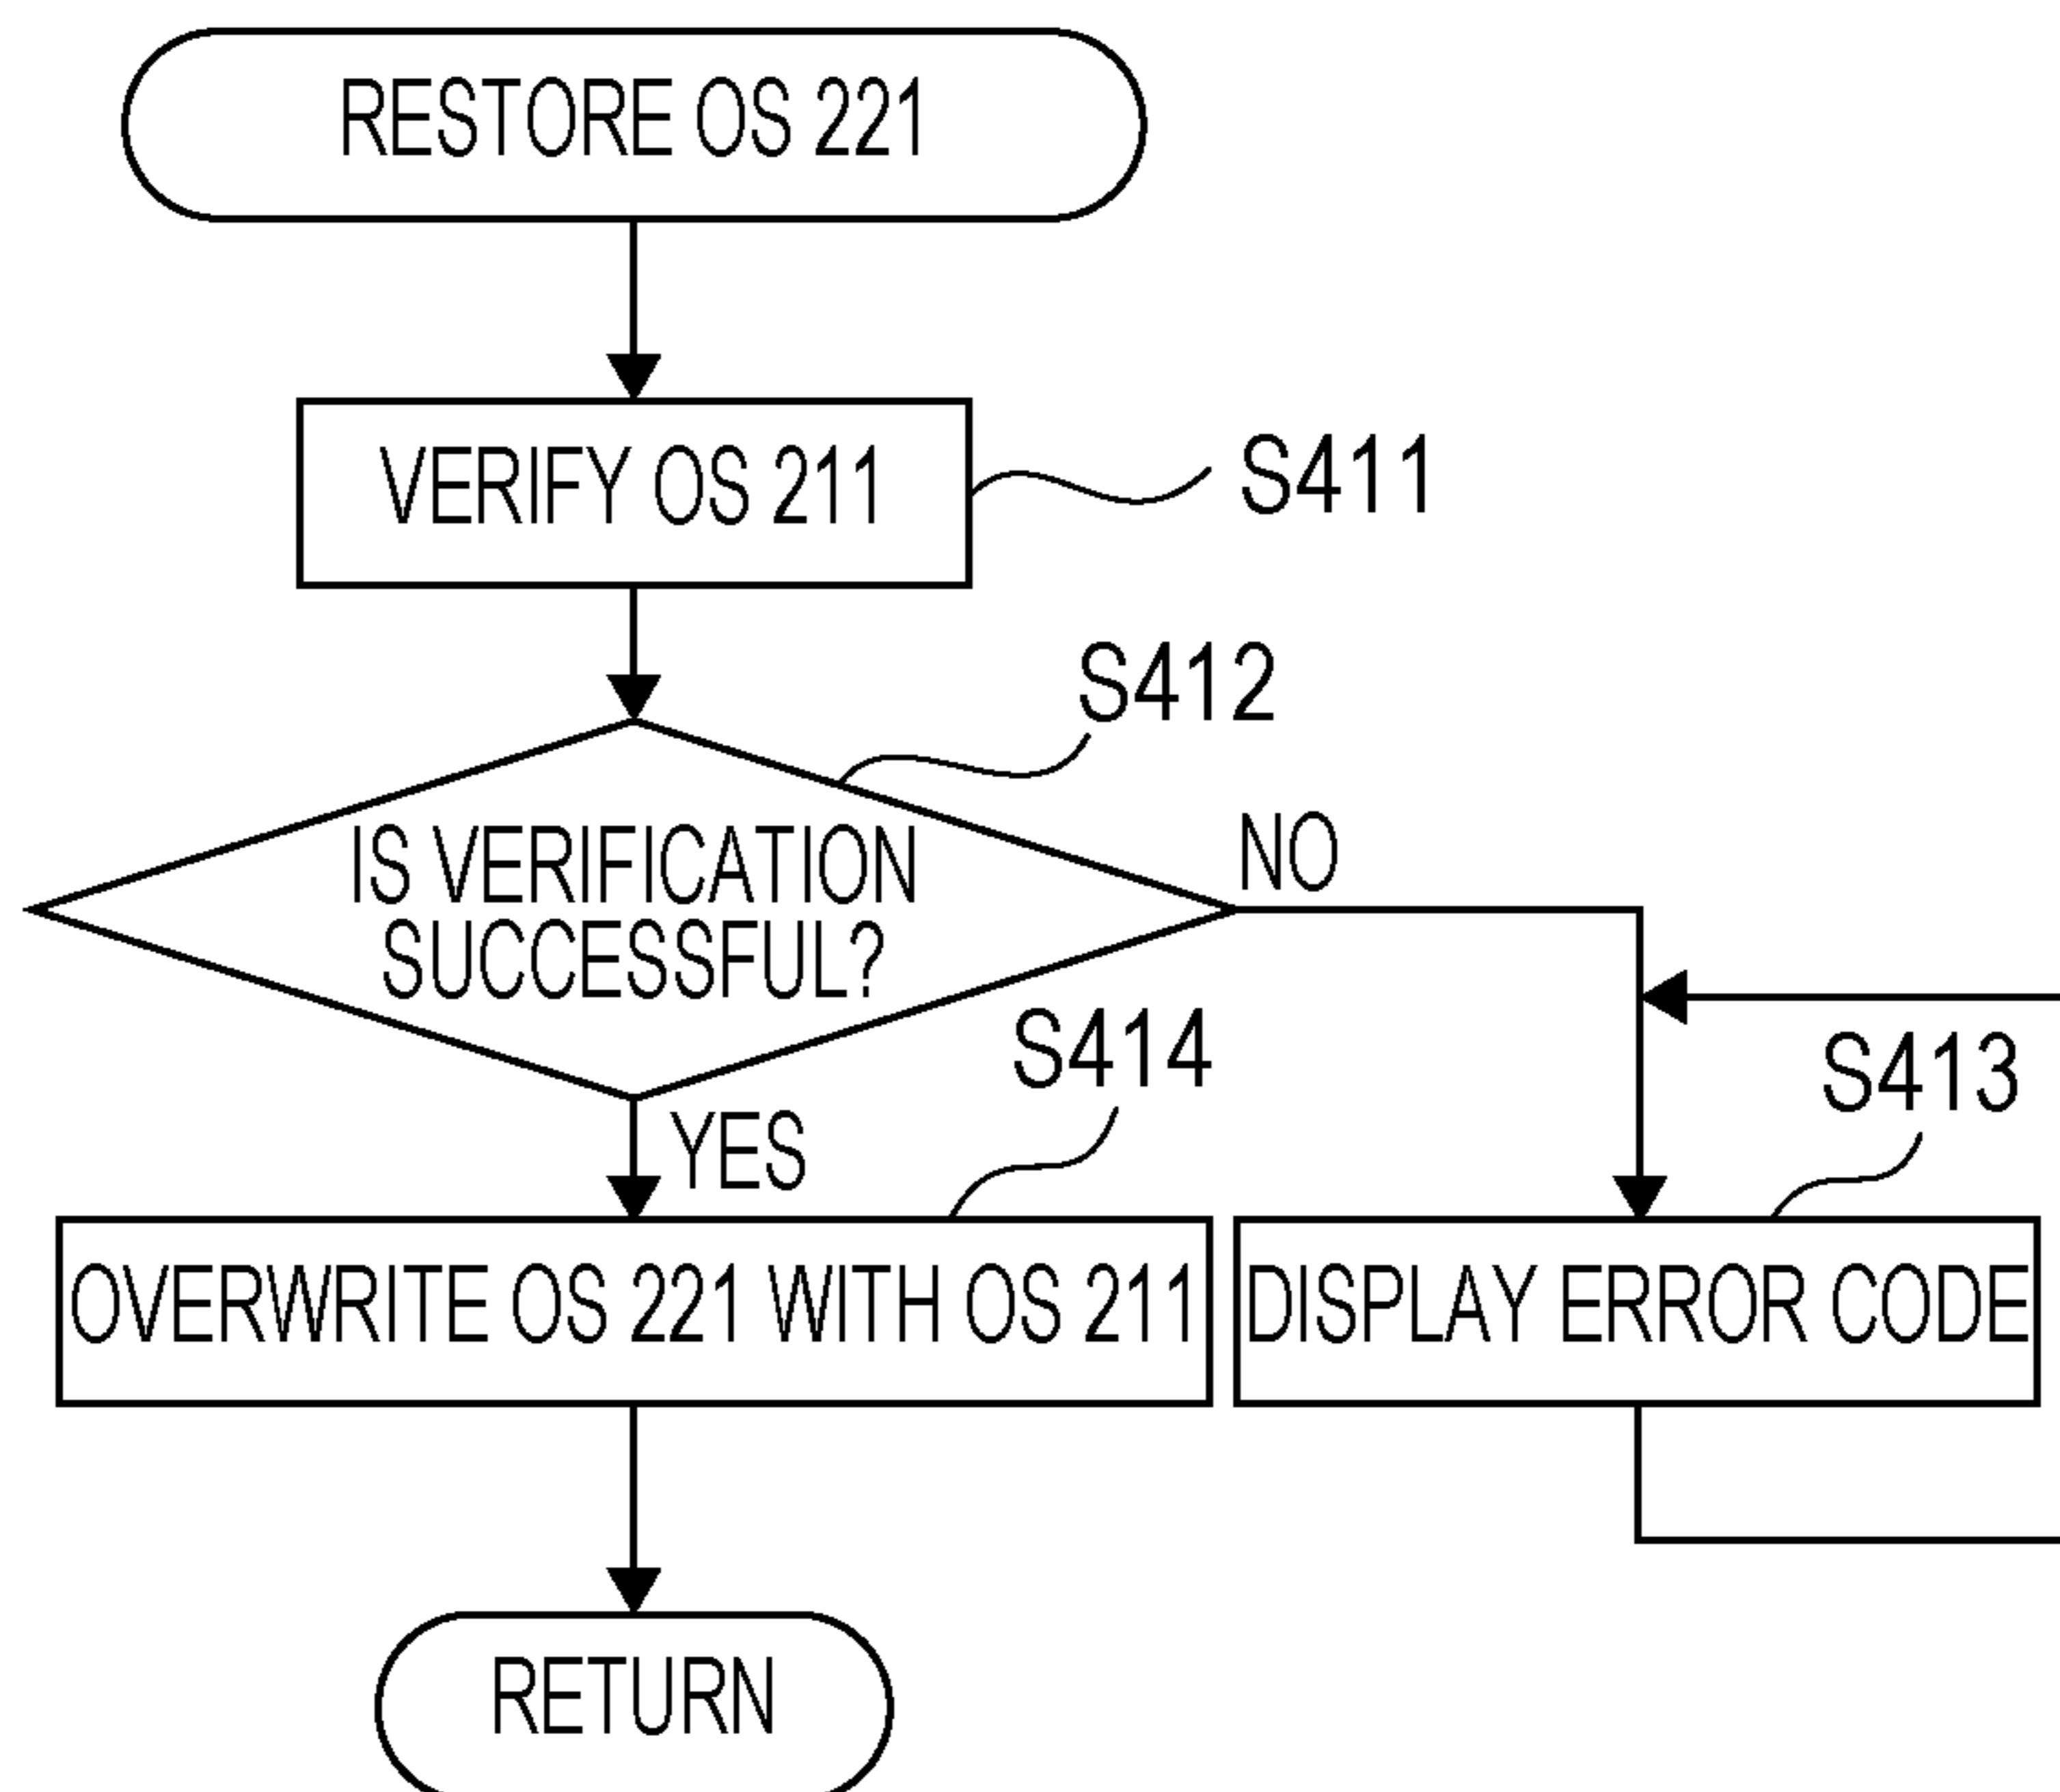 RESTORE OS 221
VERIFY OS 211
S411
S412
IS VERIFICATION
SUCCESSFUL?
NO
YES
S414
S413
OVERWRITE OS 221 WITH OS 211
DISPLAY ERROR CODE
RETURN